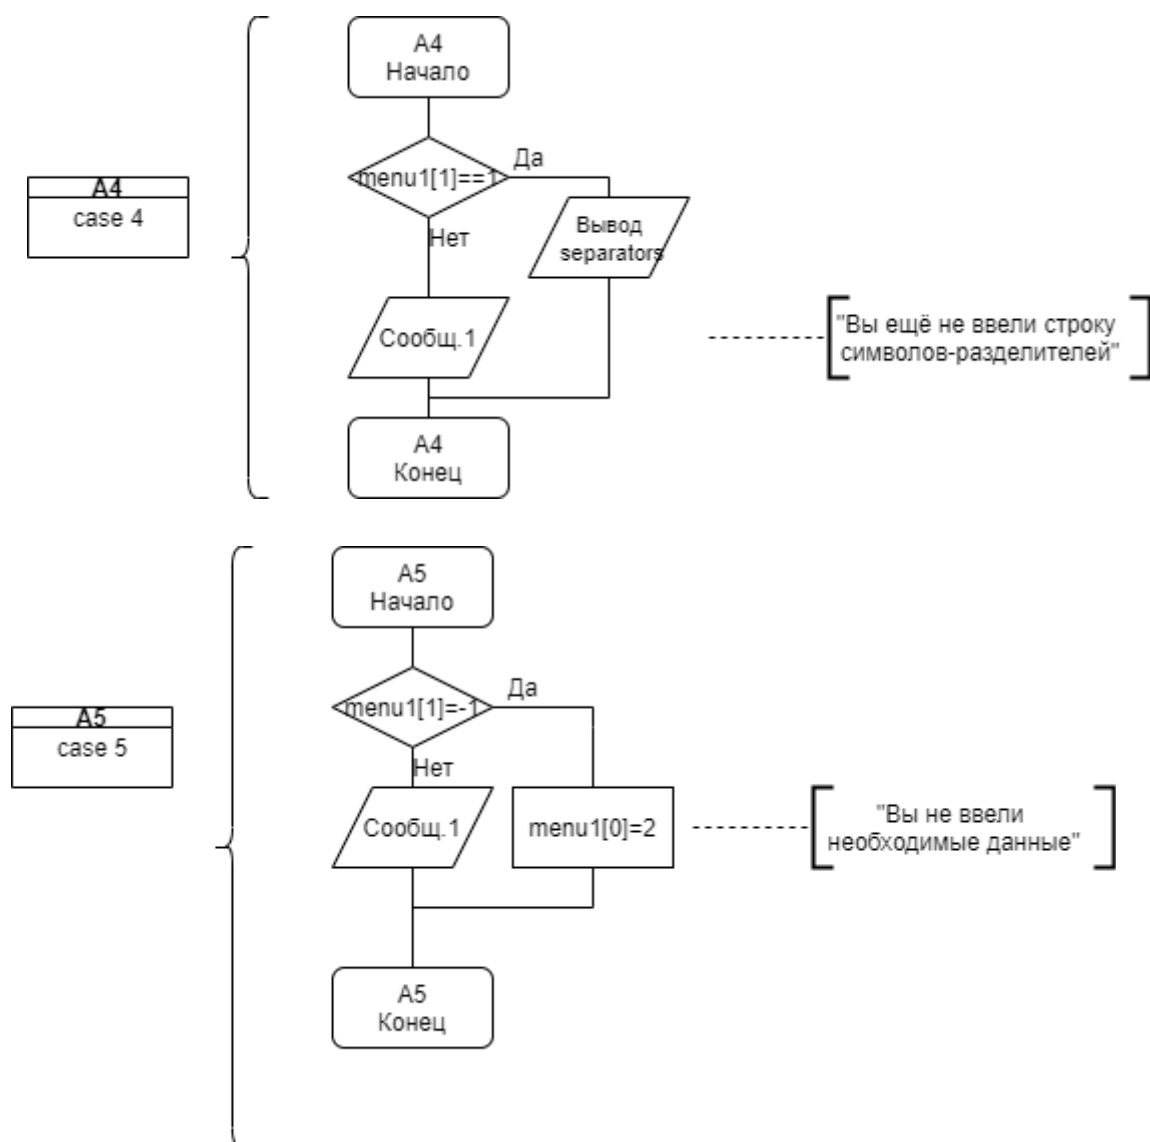 A4
Начало
menu1[1]==1
Да
A4
case 4
Вывод
separators
Нет
Сообщ.1
"Вы ещё не ввели строку
символов-разделителей"
A4
Конец
A5
Начало
menu1[1]=-1
Да
A5
case 5
Нет
Сообщ.1
menu1[0]=2
"Вы не ввели
необходимые данные"
A5
Конец